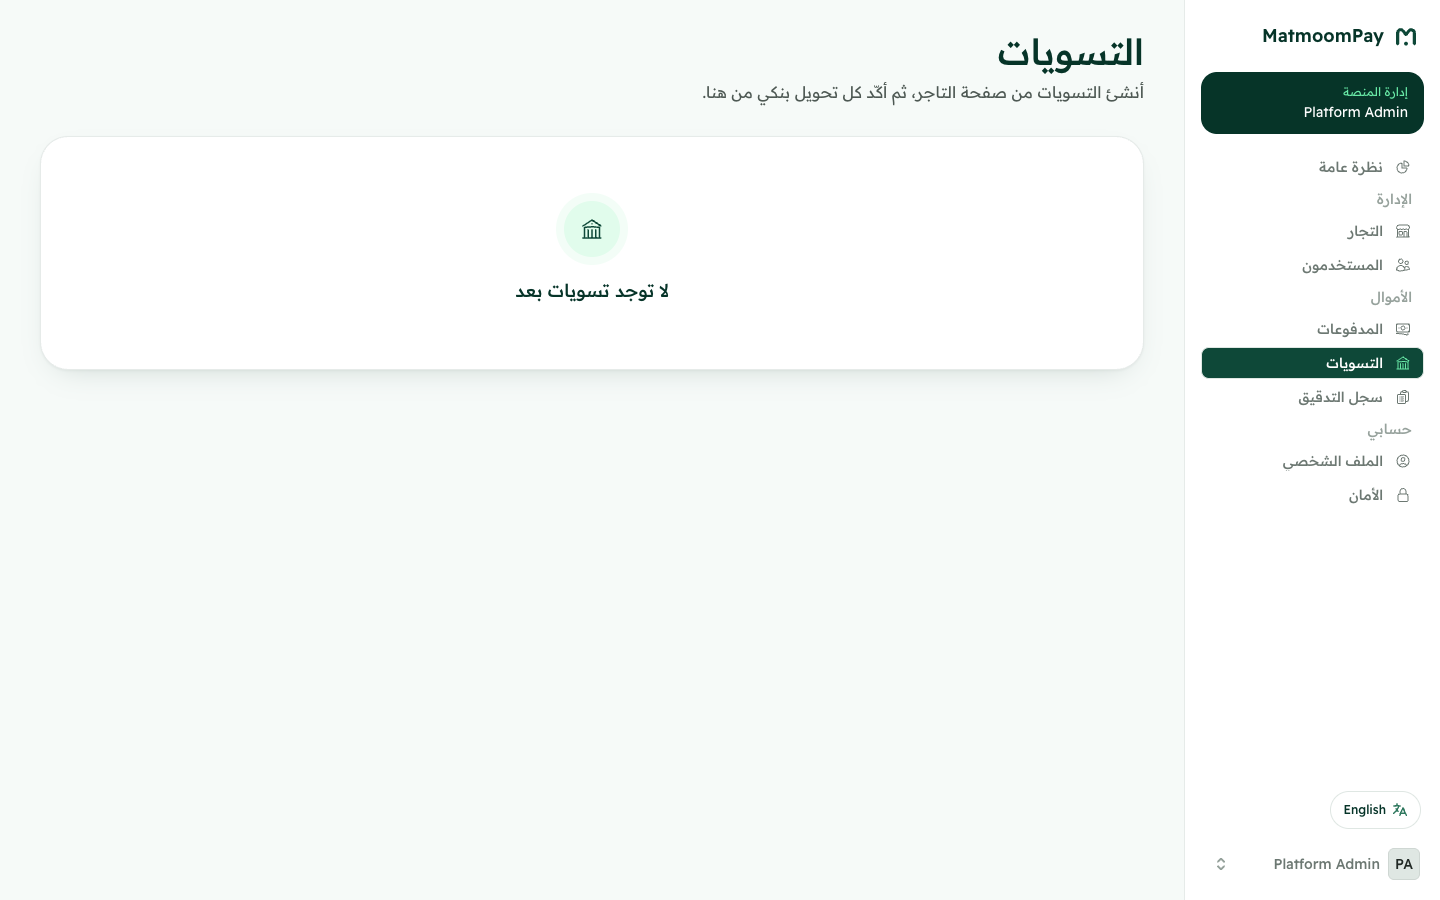 MatmoomPay
إدارة المنصة
Platform Admin
نظرة عامة
الإدارة
التجار
المستخدمون
الأموال
المدفوعات
التسويات
سجل التدقيق
حسابي
الملف الشخصي
الأمان
English
PA
Platform Admin
التسويات
أنشئ التسويات من صفحة التاجر، ثم أكّد كل تحويل بنكي من هنا.
لا توجد تسويات بعد